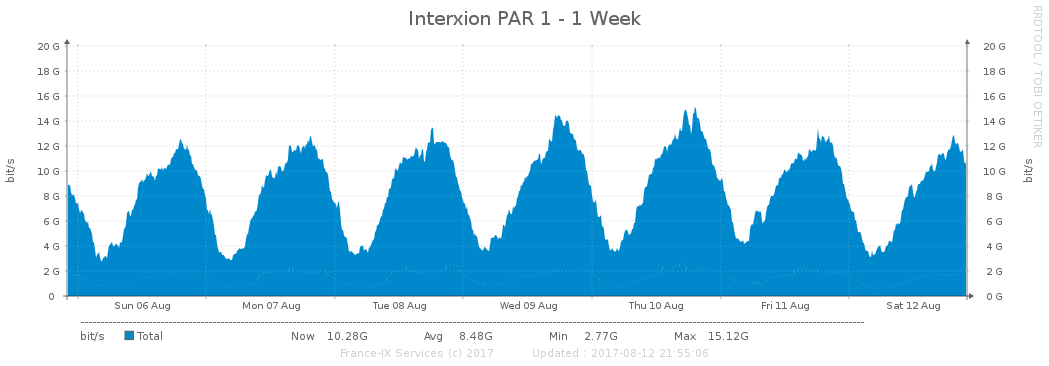 Interxion PAR 1 - 1 Week
RRDTOOL / TOBI OETIKER
bit/s
20 G
18 G
16 G
14 G
12 G
10 G
8 G
6 G
4 G
2 G
0
20 G
18 G
16 G
14 G
12 G
10 G
8 G
6 G
4 G
2 G
0 G
bit/s
Sun 06 Aug Mon 07 Aug Tue 08 Aug Wed 09 Aug Thu 10 Aug Fri 11 Aug Sat 12 Aug
bit/s Total Now 10.28G Avg 8.48G Min 2.77G Max 15.12G
France-IX Services (c) 2017 Updated : 2017-08-12 21:55:06